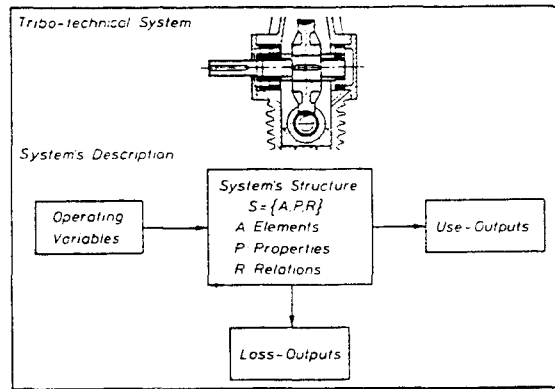 Tribo-technical System
System's Description
Operating
Variables
System's Structure
S={A,P,R}
A Elements
P Properties
R Relations
Use-Outputs
Loss-Outputs